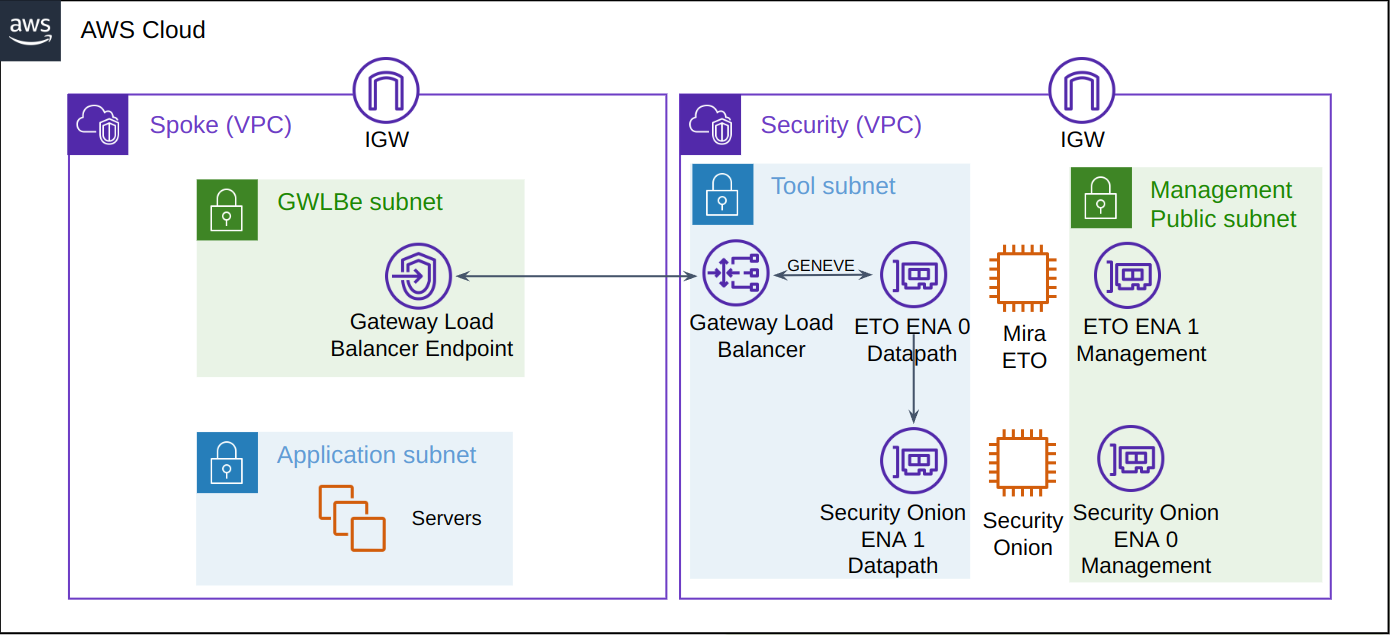 aws
AWS Cloud
Spoke (VPC)
IGW
GWLBe subnet
Gateway Load
Balancer Endpoint
Application subnet
Servers
Security (VPC)
IGW
Tool subnet
Gateway Load
Balancer
GENEVE
ETO ENA 0
Datapath
Mira
ETO
Management
Public subnet
ETO ENA 1
Management
Security Onion
ENA 1
Datapath
Security
Onion
Security Onion
ENA 0
Management